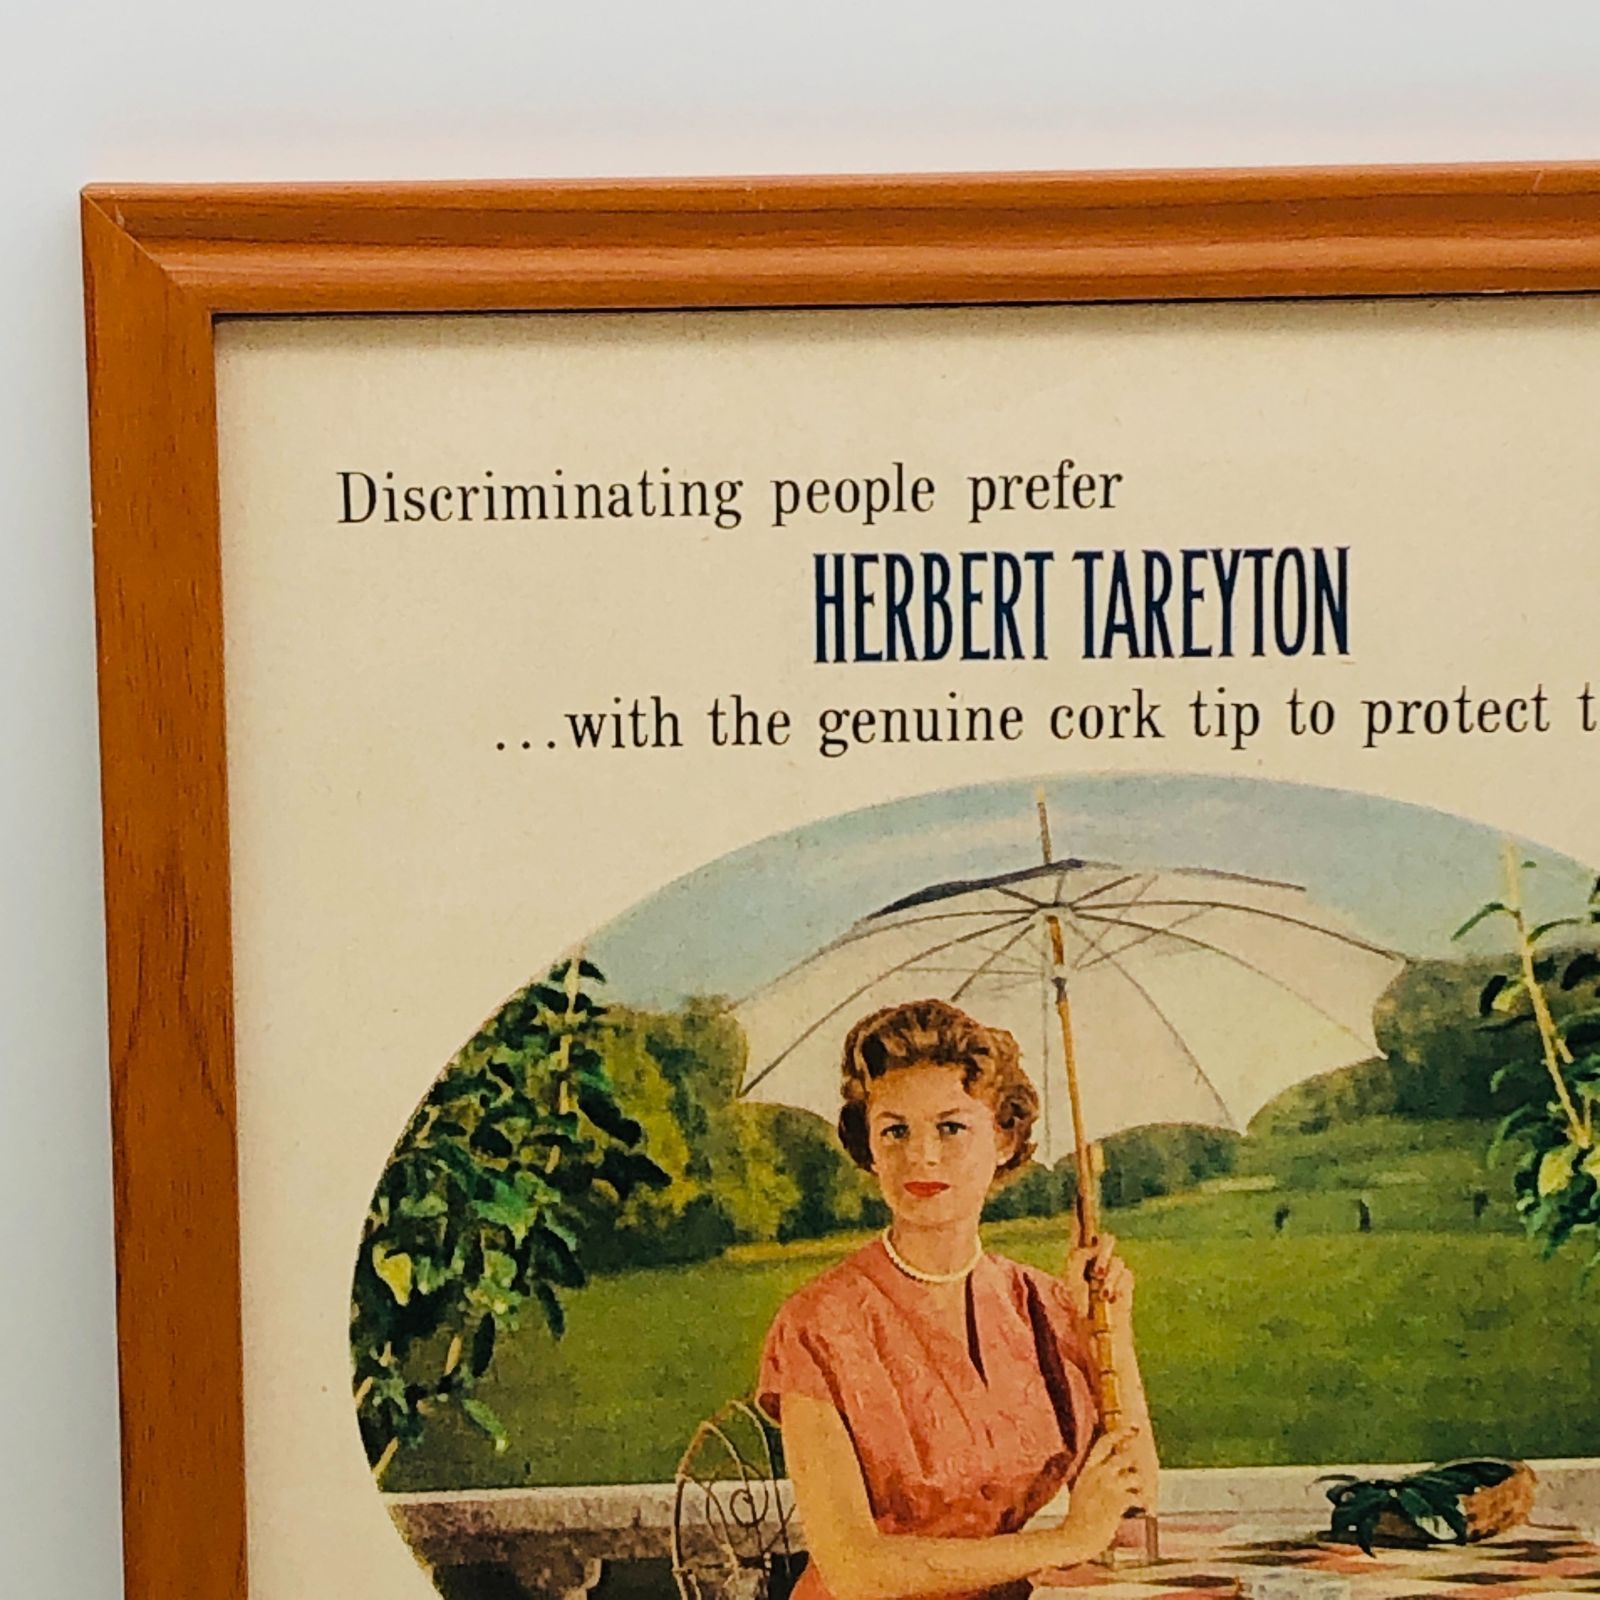 Discriminating people prefer
HERBERT TAREYTON
...with the genuine cork tip to protect